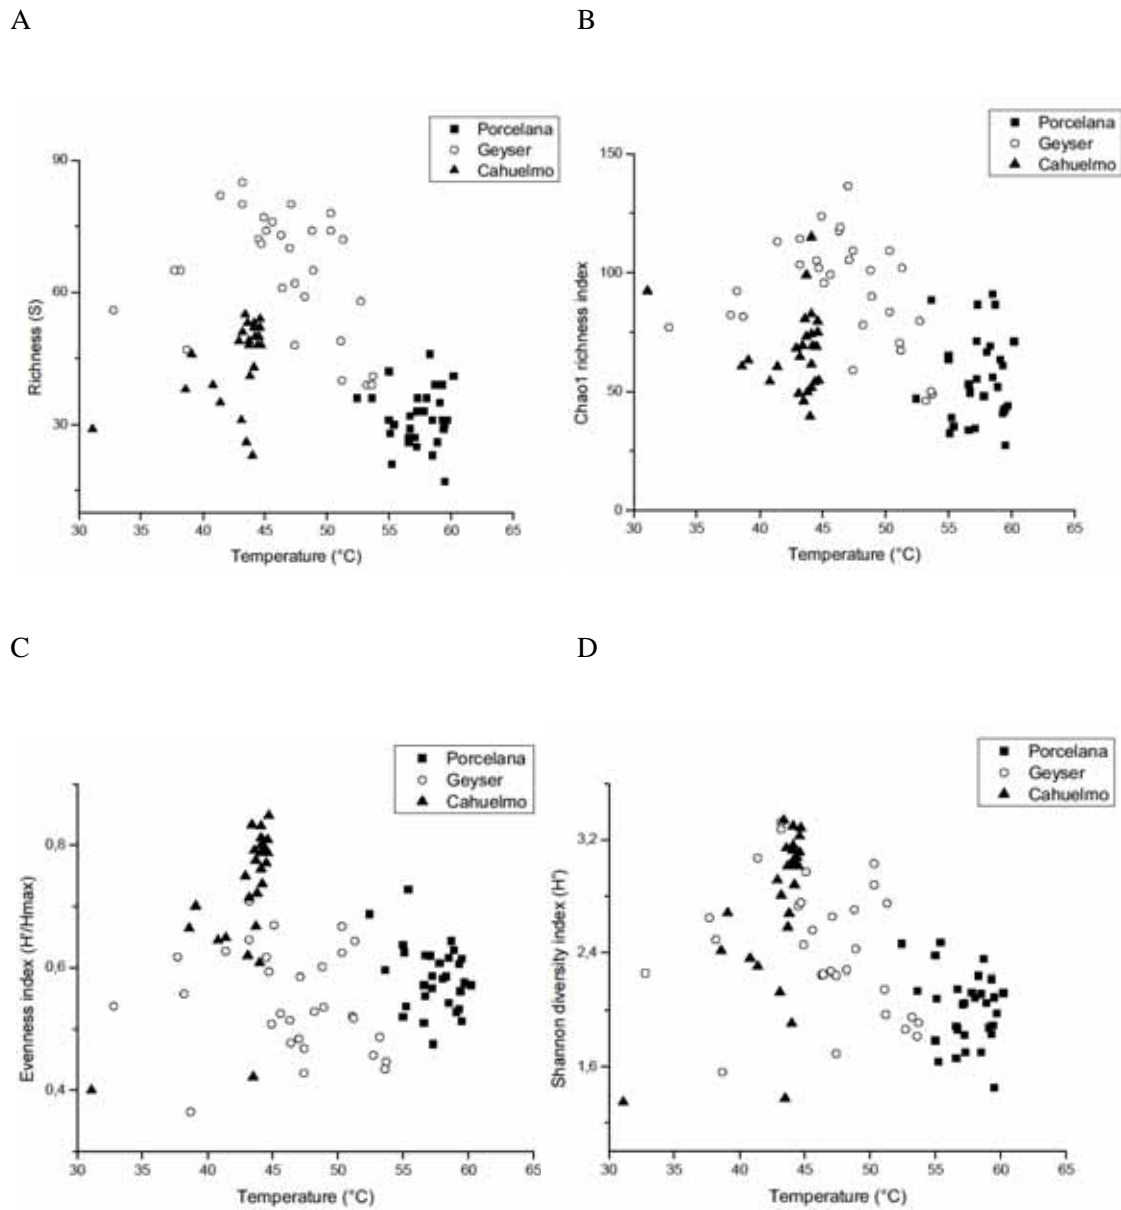 A
Porcelana
Geyser
Cahuelmo
90
60
30
Richness (S)
30 35 40 45 50 55 60 65
Temperature (°C)
B
Porcelana
Geyser
Cahuelmo
150
100
50
0
Chao1 richness index
30 35 40 45 50 55 60 65
Temperature (°C)
C
Porcelana
Geyser
Cahuelmo
0,8
0,6
0,4
Evenness index (H'/Hmax)
30 35 40 45 50 55 60 65
Temperature (°C)
D
Porcelana
Geyser
Cahuelmo
3,2
2,4
1,6
Shannon diversity index (H')
30 35 40 45 50 55 60 65
Temperature (°C)